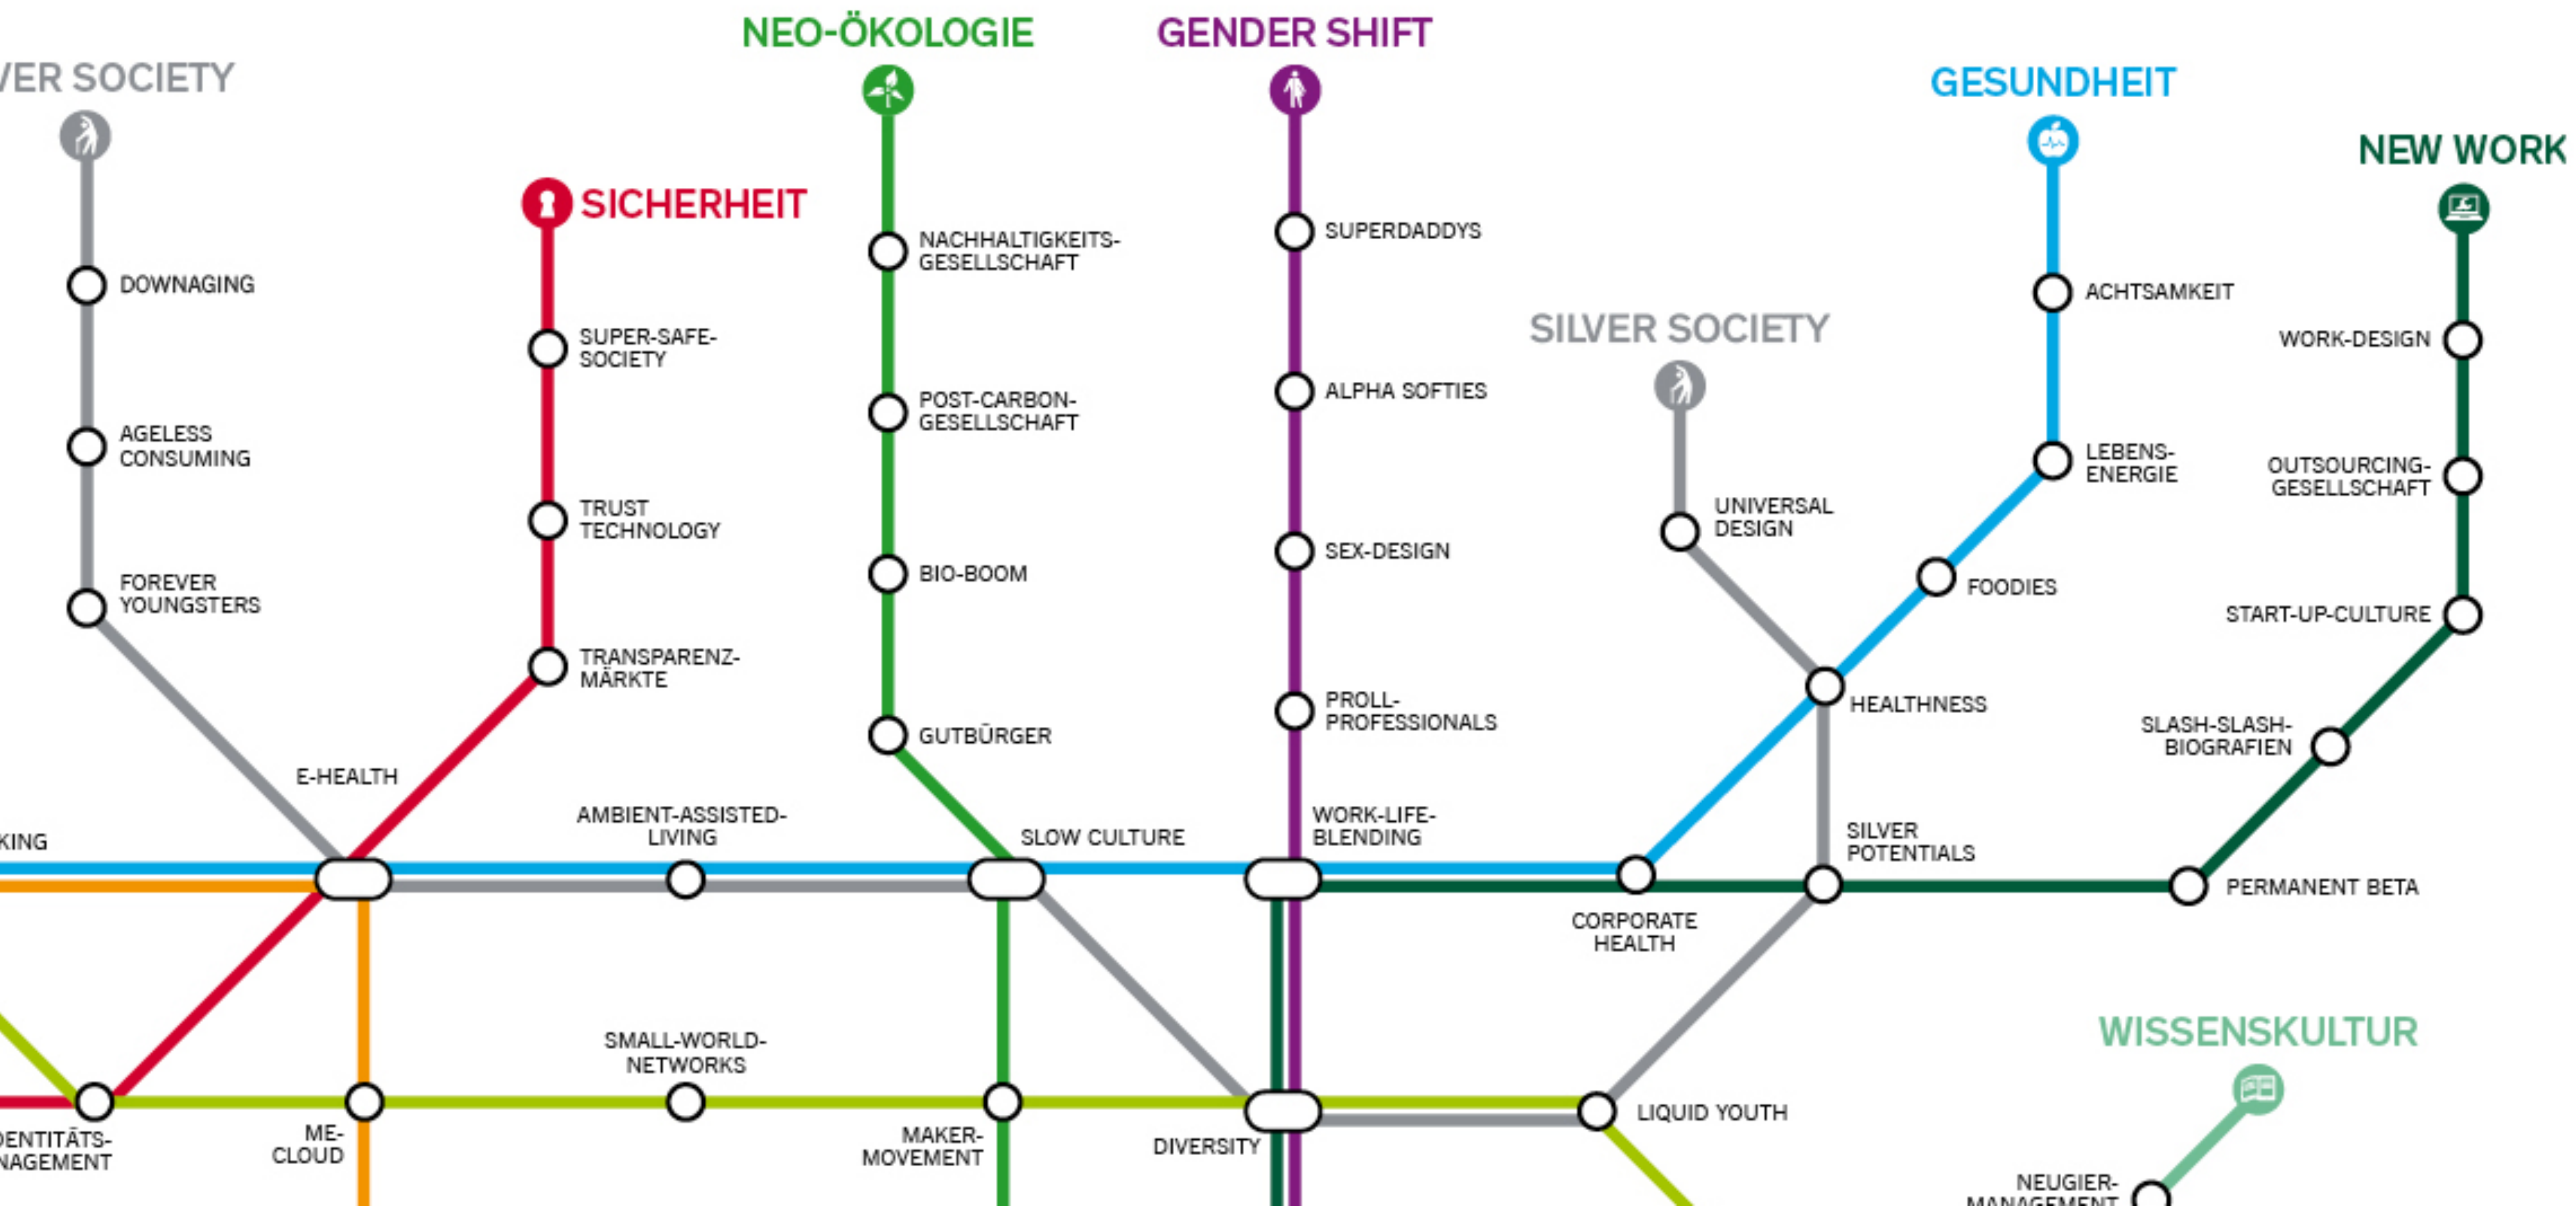 NEO-ÖKOLOGIE
GENDER SHIFT
VER SOCIETY
GESUNDHEIT
NEW WORK
SICHERHEIT
NACHHALTIGKEITS-
GESELLSCHAFT
SUPERDADDYS
DOWNAGING
ACHTSAMKEIT
SUPER-SAFE-
SOCIETY
SILVER SOCIETY
WORK-DESIGN
POST-CARBON-
GESELLSCHAFT
ALPHA SOFTIES
AGELESS
CONSUMING
LEBENS-
ENERGIE
OUTSOURCING-
GESELLSCHAFT
TRUST
TECHNOLOGY
UNIVERSAL
DESIGN
BIO-BOOM
SEX-DESIGN
FOREVER
YOUNGSTERS
FOODIES
START-UP-CULTURE
TRANSPARENZ-
MÄRKTE
PROLL-
PROFESSIONALS
HEALTHNESS
GUTBÜRGER
SLASH-SLASH-
BIOGRAFIEN
E-HEALTH
AMBIENT-ASSISTED-
LIVING
KING
SLOW CULTURE
WORK-LIFE-
BLENDING
SILVER
POTENTIALS
PERMANENT BETA
CORPORATE
HEALTH
SMALL-WORLD-
NETWORKS
WISSENSKULTUR
DENTITÄTS-
NAGEMENT
ME-
CLOUD
MAKER-
MOVEMENT
DIVERSITY
LIQUID YOUTH
NEUGIER-
MANAGEMENT